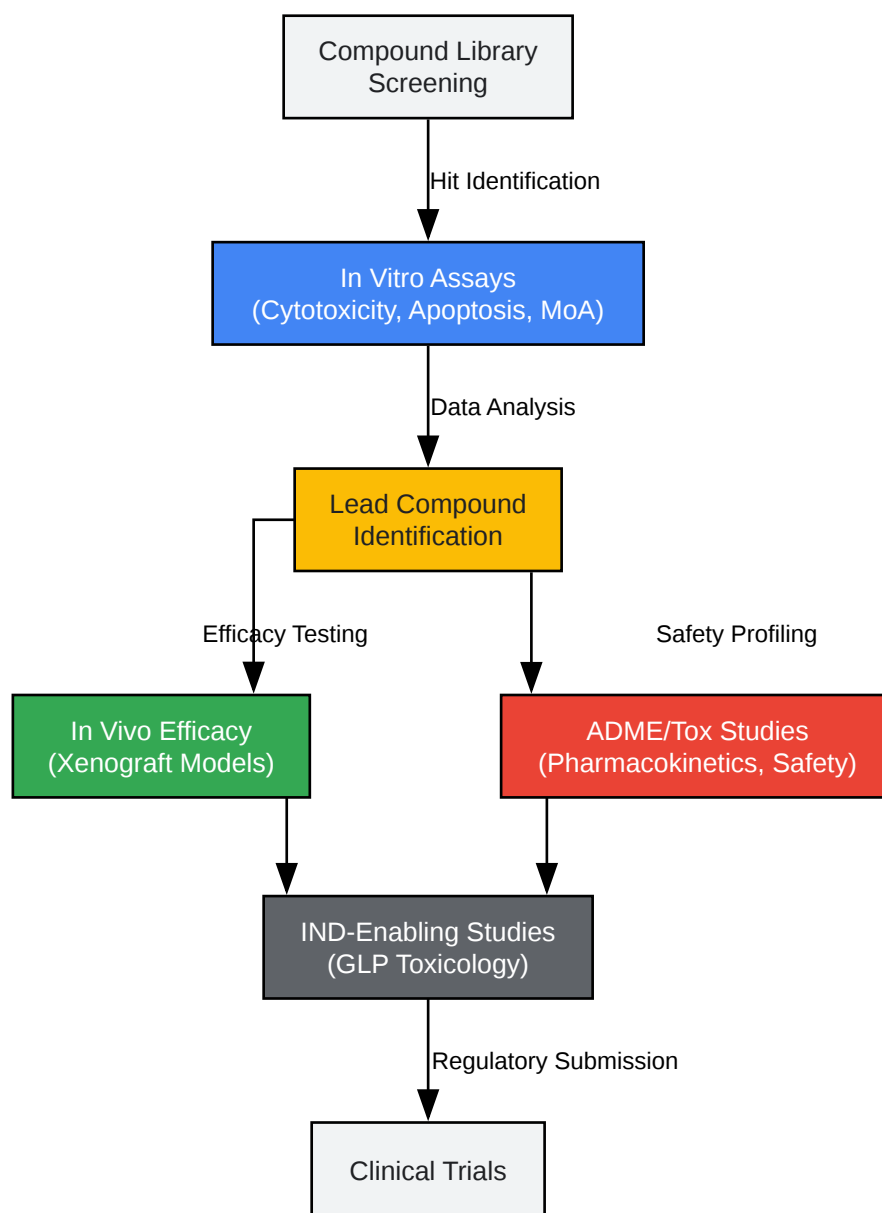 Compound Library
Screening
Hit Identification
In Vitro Assays
(Cytotoxicity, Apoptosis, MoA)
Data Analysis
Lead Compound
Identification
Efficacy Testing
Safety Profiling
In Vivo Efficacy
(Xenograft Models)
ADME/Tox Studies
(Pharmacokinetics, Safety)
IND-Enabling Studies
(GLP Toxicology)
Regulatory Submission
Clinical Trials